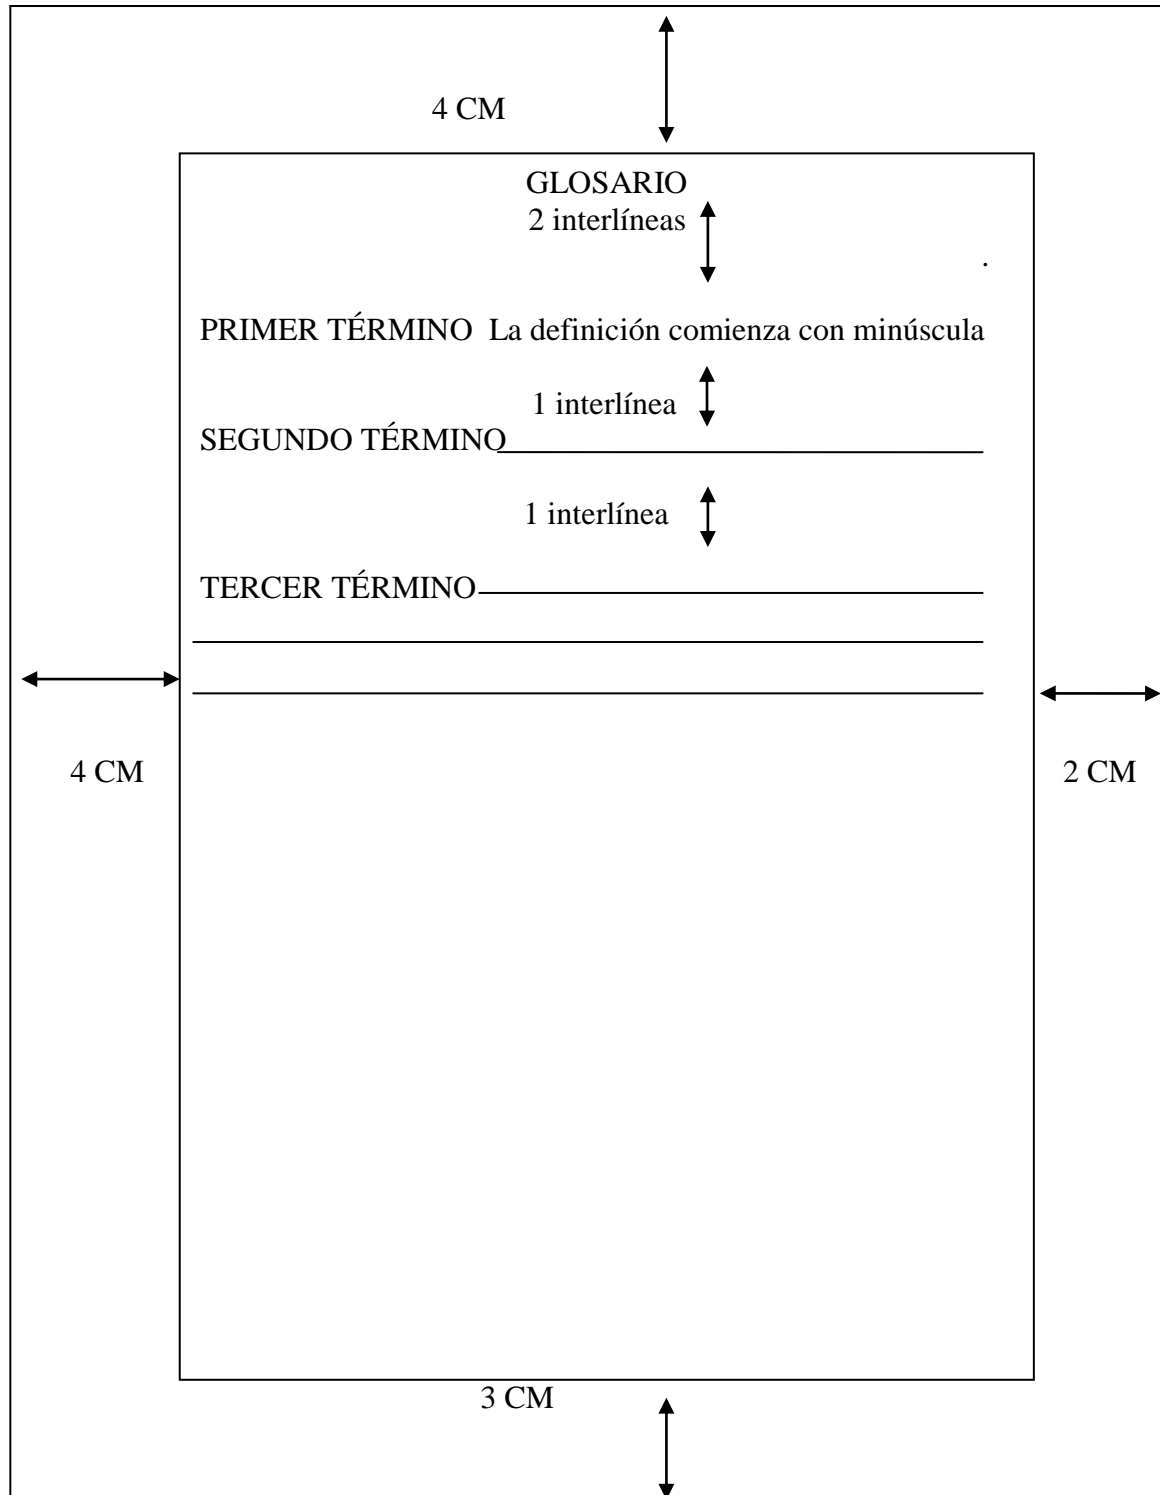 4 CM
GLOSARIO
2 interlíneas
.
PRIMER TÉRMINO  La definición comienza con minúscula
1 interlínea
SEGUNDO TÉRMINO
1 interlínea
TERCER TÉRMINO
4 CM
2 CM
3 CM